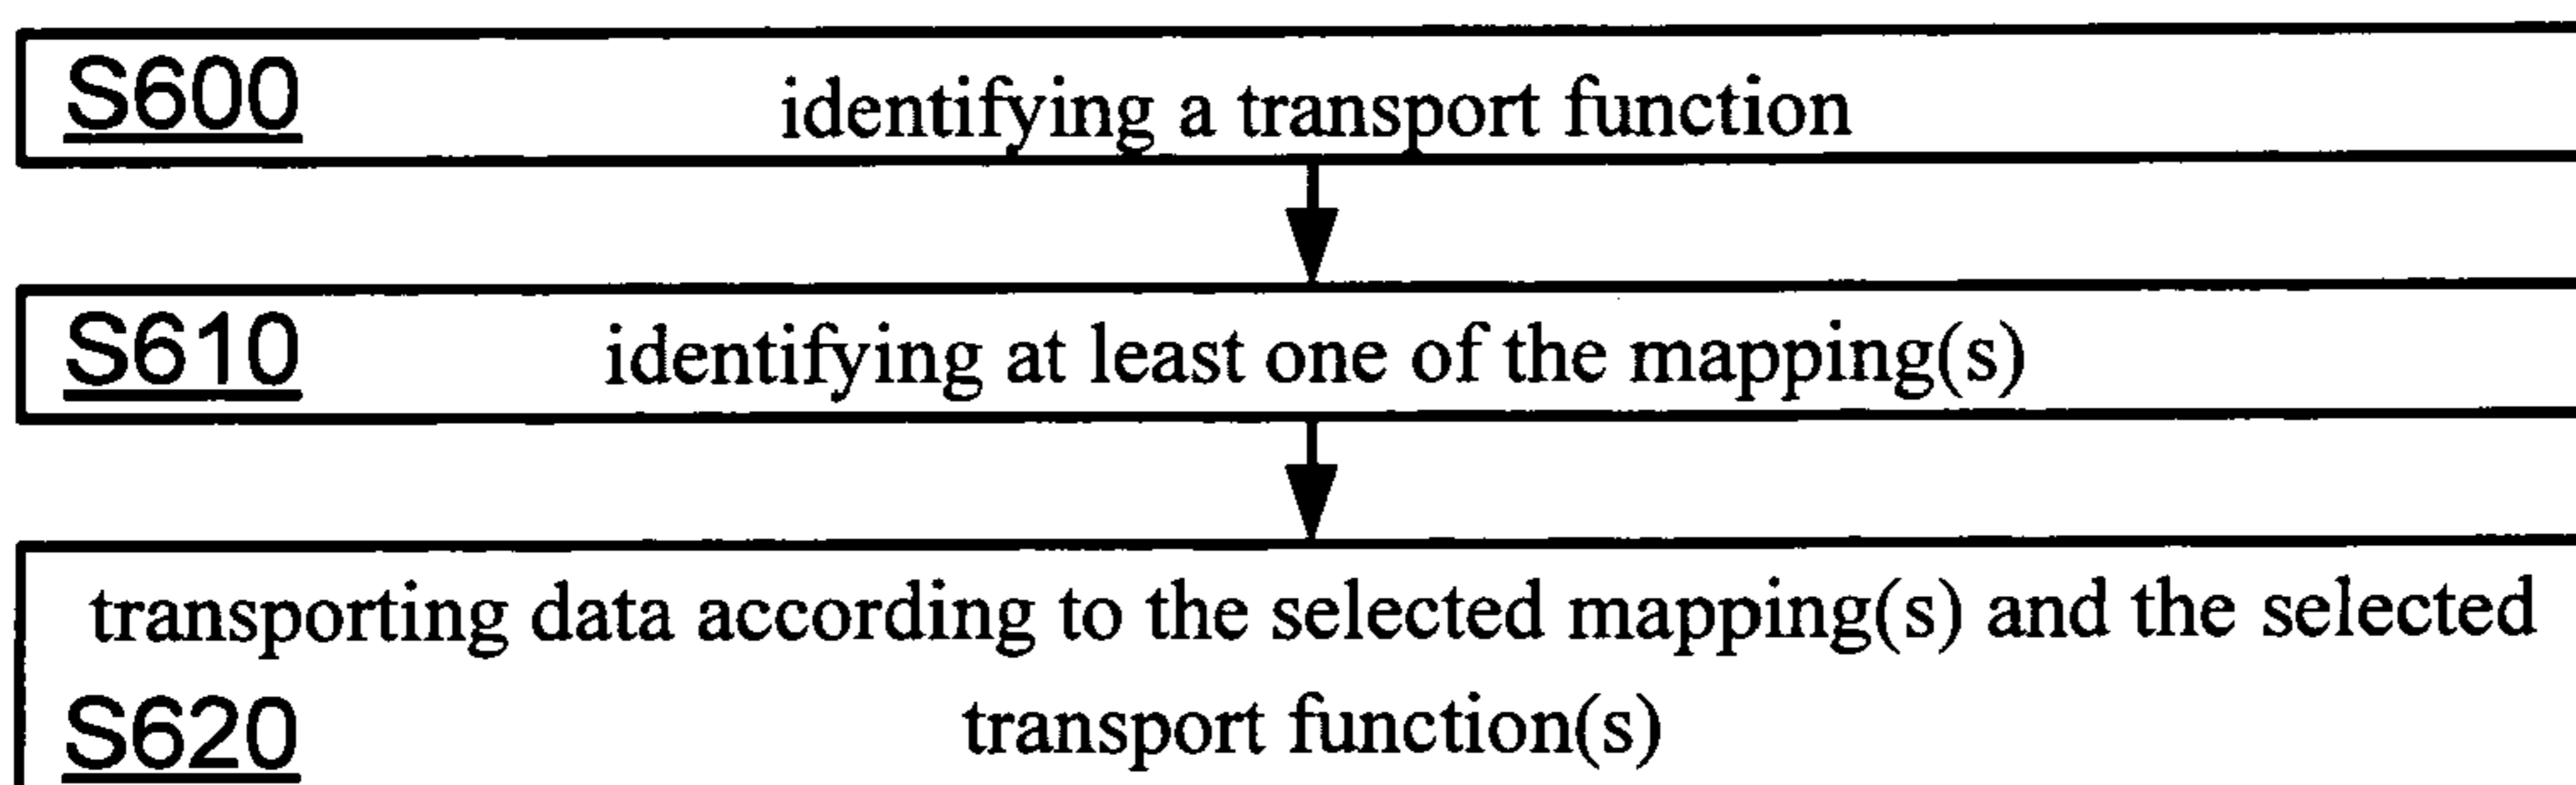 S600 identifying a transport function
S610 identifying at least one of the mapping(s)
transporting data according to the selected mapping(s) and the selected
S620 transport function(s)